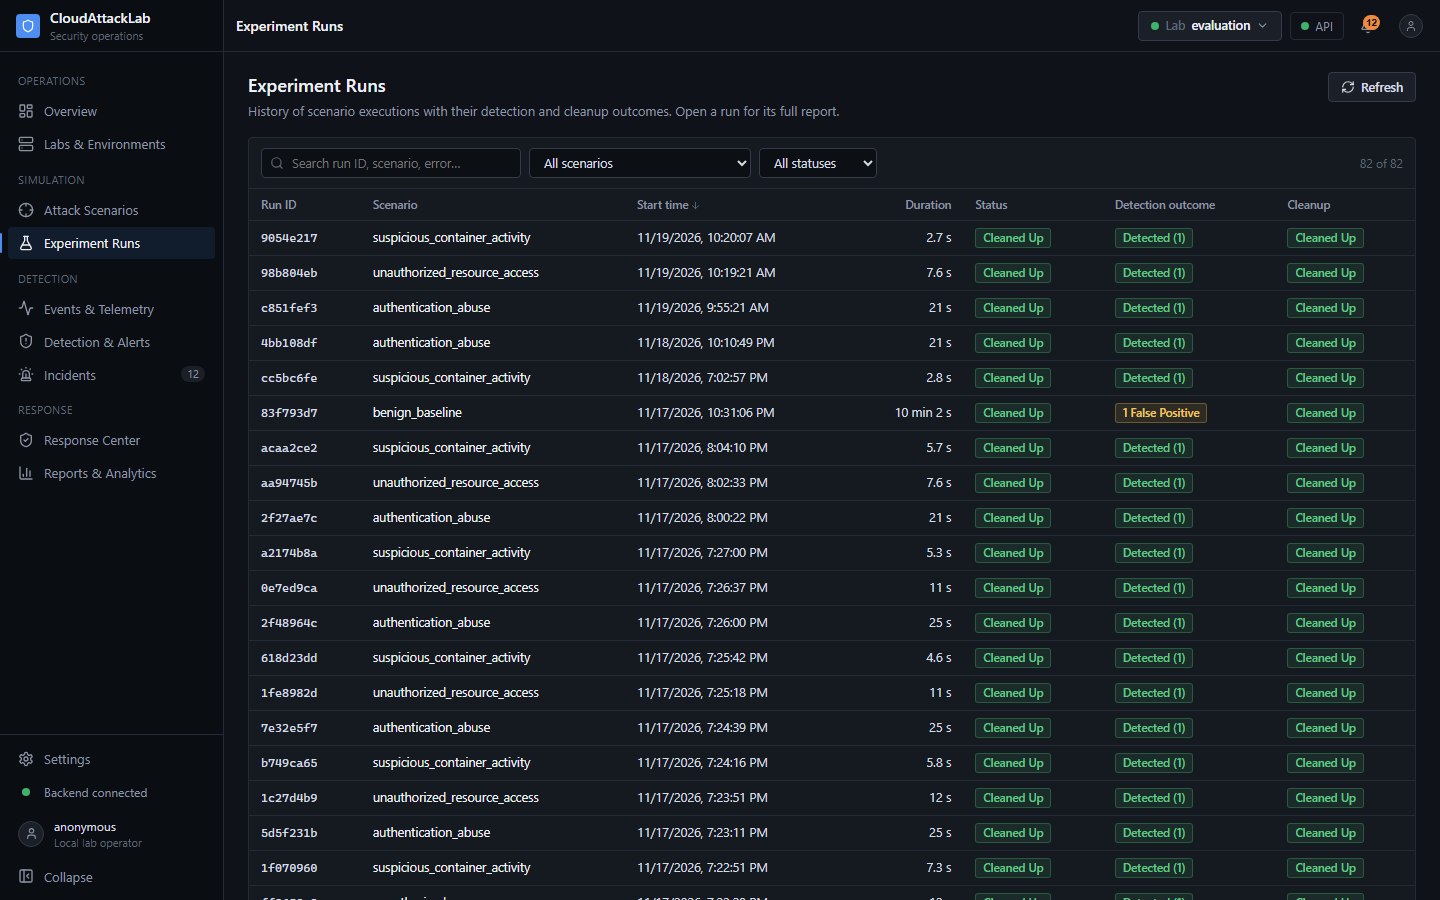 CloudAttackLab
Security operations
OPERATIONS
Overview
Labs & Environments
SIMULATION
Attack Scenarios
Experiment Runs
DETECTION
Events & Telemetry
Detection & Alerts
Incidents 12
RESPONSE
Response Center
Reports & Analytics
Settings
Backend connected
anonymous
Local lab operator
Collapse
Experiment Runs
Lab evaluation
API
12
Experiment Runs
History of scenario executions with their detection and cleanup outcomes. Open a run for its full report.
Refresh
Search run ID, scenario, error... All scenarios All statuses 82 of 82
Run ID Scenario Start time ↓ Duration Status Detection outcome Cleanup
9054e217 suspicious_container_activity 11/19/2026, 10:20:07 AM 2.7 s Cleaned Up Detected (1) Cleaned Up
98b804eb unauthorized_resource_access 11/19/2026, 10:19:21 AM 7.6 s Cleaned Up Detected (1) Cleaned Up
c851fef3 authentication_abuse 11/19/2026, 9:55:21 AM 21 s Cleaned Up Detected (1) Cleaned Up
4bb108df authentication_abuse 11/18/2026, 10:10:49 PM 21 s Cleaned Up Detected (1) Cleaned Up
cc5bc6fe suspicious_container_activity 11/18/2026, 7:02:57 PM 2.8 s Cleaned Up Detected (1) Cleaned Up
83f793d7 benign_baseline 11/17/2026, 10:31:06 PM 10 min 2 s Cleaned Up 1 False Positive Cleaned Up
acaa2ce2 suspicious_container_activity 11/17/2026, 8:04:10 PM 5.7 s Cleaned Up Detected (1) Cleaned Up
aa94745b unauthorized_resource_access 11/17/2026, 8:02:33 PM 7.6 s Cleaned Up Detected (1) Cleaned Up
2f27ae7c authentication_abuse 11/17/2026, 8:00:22 PM 21 s Cleaned Up Detected (1) Cleaned Up
a2174b8a suspicious_container_activity 11/17/2026, 7:27:00 PM 5.3 s Cleaned Up Detected (1) Cleaned Up
0e7ed9ca unauthorized_resource_access 11/17/2026, 7:26:37 PM 11 s Cleaned Up Detected (1) Cleaned Up
2f48964c authentication_abuse 11/17/2026, 7:26:00 PM 25 s Cleaned Up Detected (1) Cleaned Up
618d23dd suspicious_container_activity 11/17/2026, 7:25:42 PM 4.6 s Cleaned Up Detected (1) Cleaned Up
1fe8982d unauthorized_resource_access 11/17/2026, 7:25:18 PM 11 s Cleaned Up Detected (1) Cleaned Up
7e32e5f7 authentication_abuse 11/17/2026, 7:24:39 PM 25 s Cleaned Up Detected (1) Cleaned Up
b749ca65 suspicious_container_activity 11/17/2026, 7:24:16 PM 5.8 s Cleaned Up Detected (1) Cleaned Up
1c27d4b9 unauthorized_resource_access 11/17/2026, 7:23:51 PM 12 s Cleaned Up Detected (1) Cleaned Up
5d5f231b authentication_abuse 11/17/2026, 7:23:11 PM 25 s Cleaned Up Detected (1) Cleaned Up
1f070960 suspicious_container_activity 11/17/2026, 7:22:51 PM 7.3 s Cleaned Up Detected (1) Cleaned Up